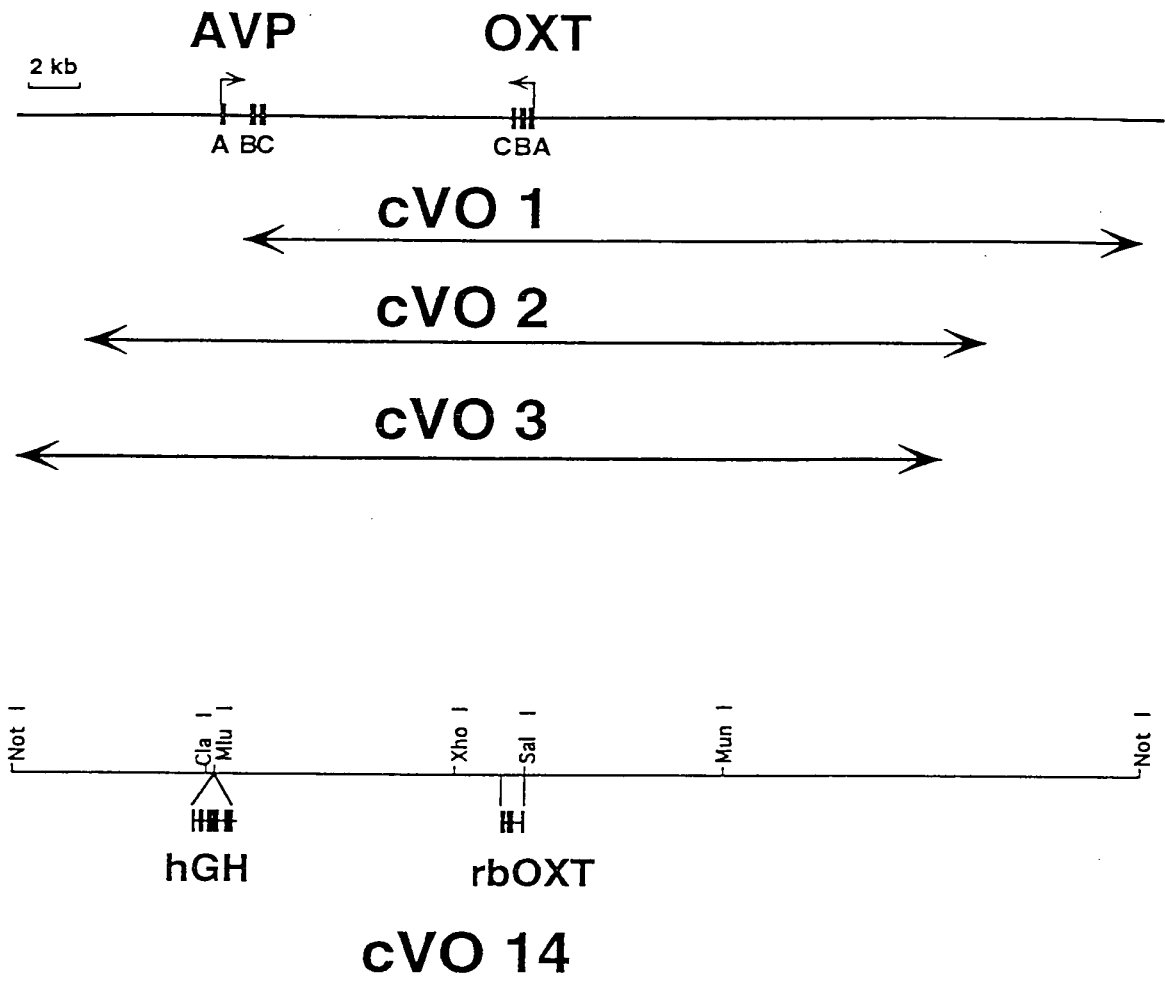 AVP OXT
2 kb
A BC CBA
cVO 1
cVO 2
cVO 3
Not I Cla I Mlu I Xho I Sal I Mun I Not I
hGH rbOXT
cVO 14